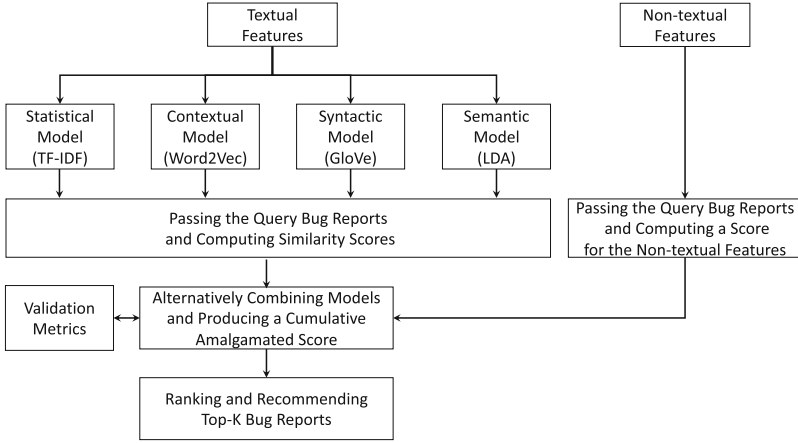 Textual
Features
Non-textual
Features
Statistical
Model
(TF-IDF)
Contextual
Model
(Word2Vec)
Syntactic
Model
(GloVe)
Semantic
Model
(LDA)
Passing the Query Bug Reports
and Computing Similarity Scores
Passing the Query Bug Reports
and Computing a Score
for the Non-textual Features
Validation
Metrics
Alternatively Combining Models
and Producing a Cumulative
Amalgamated Score
Ranking and Recommending
Top-K Bug Reports